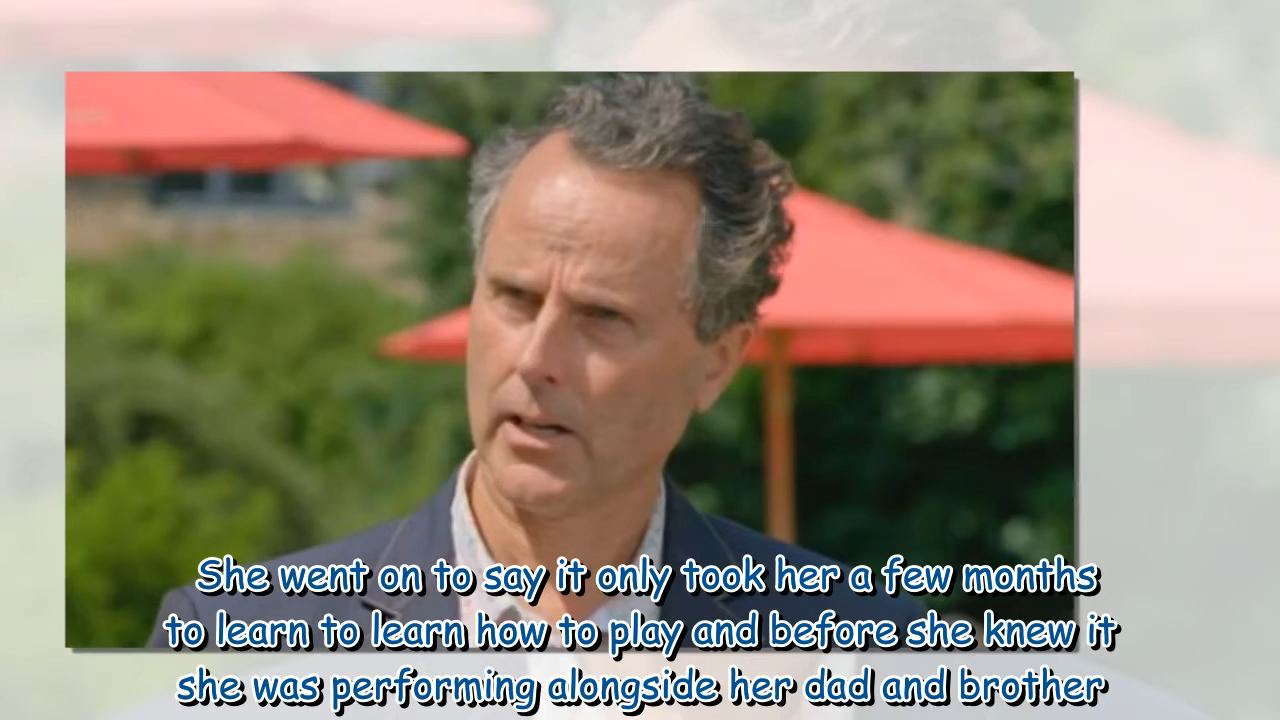 She went on to say it only took her a few months
to learn to learn how to play and before she knew it
she was performing alongside her dad and brother